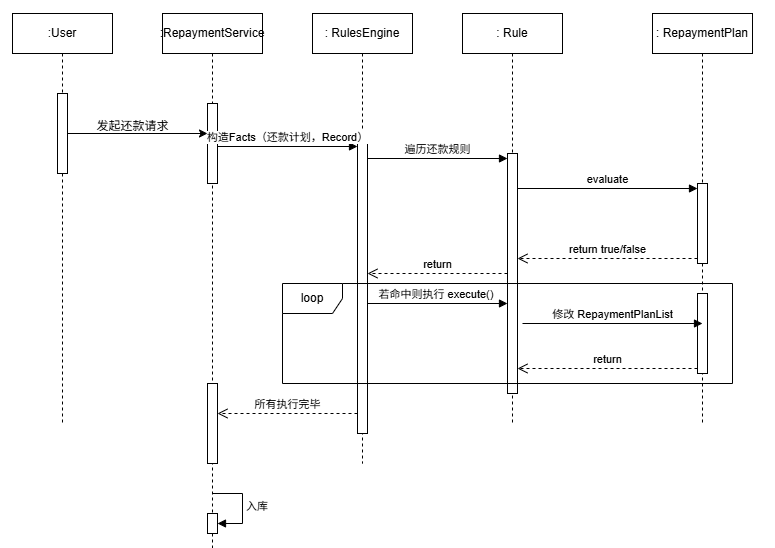 :User
:RepaymentService
: RulesEngine
: Rule
: RepaymentPlan
发起还款请求
构造Facts（还款计划，Record）
遍历还款规则
evaluate
return true/false
return
loop
若命中则执行 execute()
修改 RepaymentPlanList
return
所有执行完毕
入库